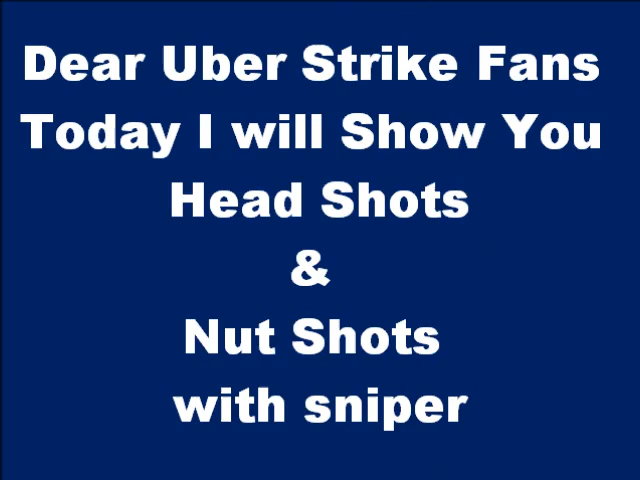 Dear Uber Strike Fans
Today I will Show You
Head Shots
&
Nut Shots
with sniper